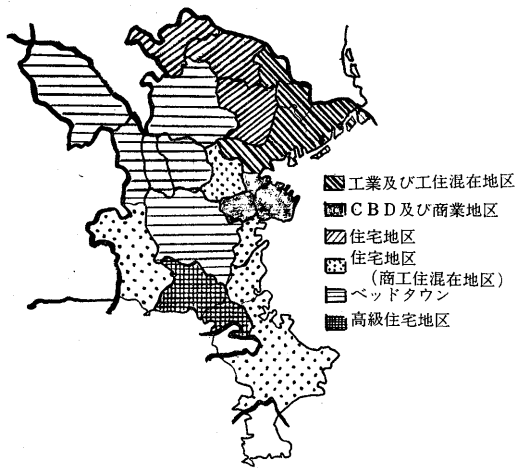 工業及び工住混在地区
CBD及び商業地区
住宅地区
住宅地区
(商工住混在地区)
ベッドタウン
高級住宅地区